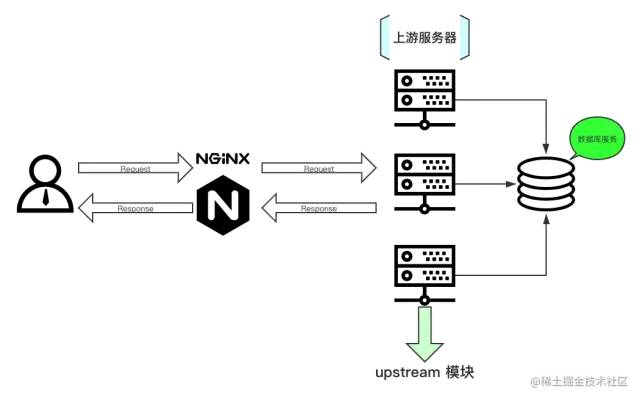 上游服务器
数据库服务
NGINX
Request
Request
N
Response
Response
upstream 模块
@稀土掘金技术社区